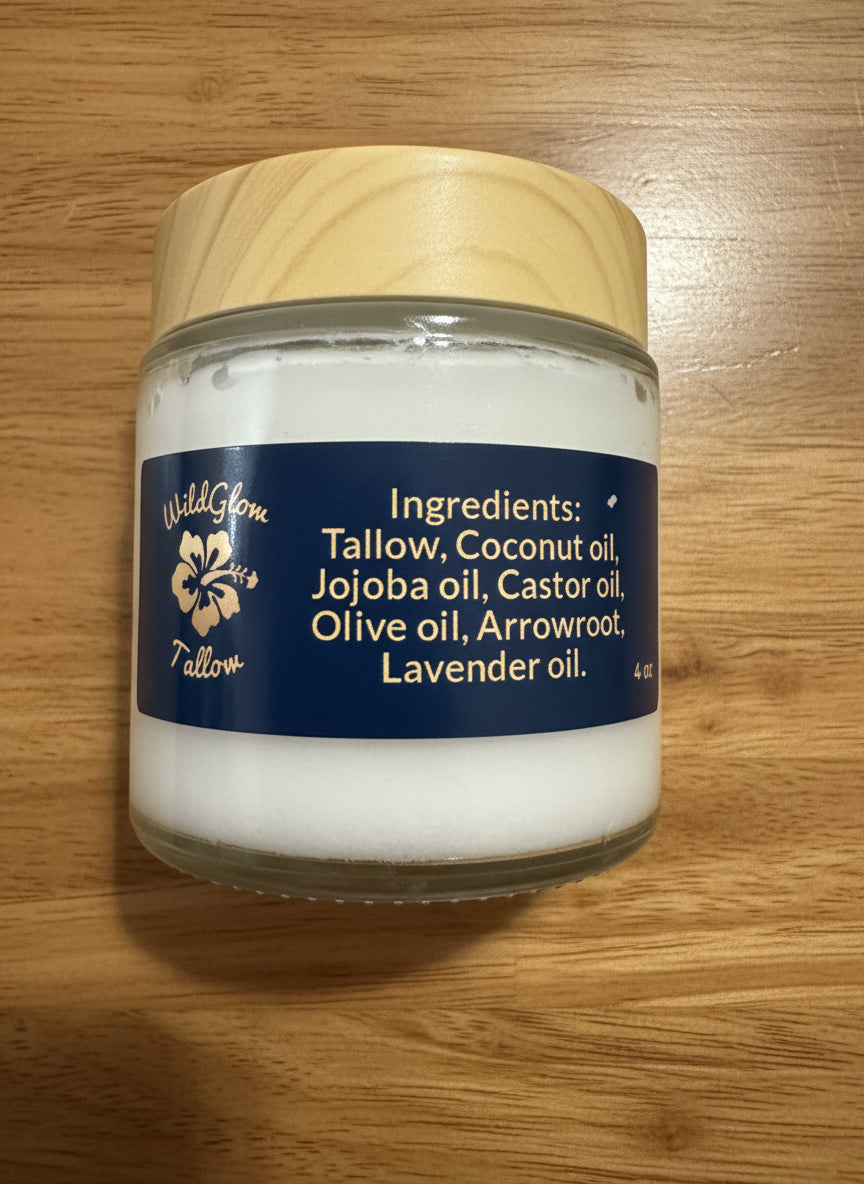 WildGlow
Tallow
Ingredients:
Tallow, Coconut oil,
Jojoba oil, Castor oil,
Olive oil, Arrowroot,
Lavender oil.
4 oz